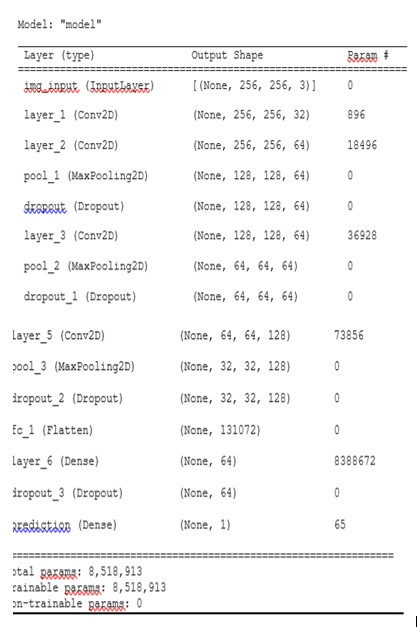 Model: "model"
Layer (type) Output Shape Param #
==================================================================
img_input (InputLayer) [(None, 256, 256, 3)] 0
layer_1 (Conv2D) (None, 256, 256, 32) 896
layer_2 (Conv2D) (None, 256, 256, 64) 18496
pool_1 (MaxPooling2D) (None, 128, 128, 64) 0
dropout (Dropout) (None, 128, 128, 64) 0
layer_3 (Conv2D) (None, 128, 128, 64) 36928
pool_2 (MaxPooling2D) (None, 64, 64, 64) 0
dropout_1 (Dropout) (None, 64, 64, 64) 0
layer_5 (Conv2D) (None, 64, 64, 128) 73856
pool_3 (MaxPooling2D) (None, 32, 32, 128) 0
dropout_2 (Dropout) (None, 32, 32, 128) 0
fc_1 (Flatten) (None, 131072) 0
layer_6 (Dense) (None, 64) 8388672
dropout_3 (Dropout) (None, 64) 0
prediction (Dense) (None, 1) 65
==================================================================
otal params: 8,518,913
rainable params: 8,518,913
on-trainable params: 0